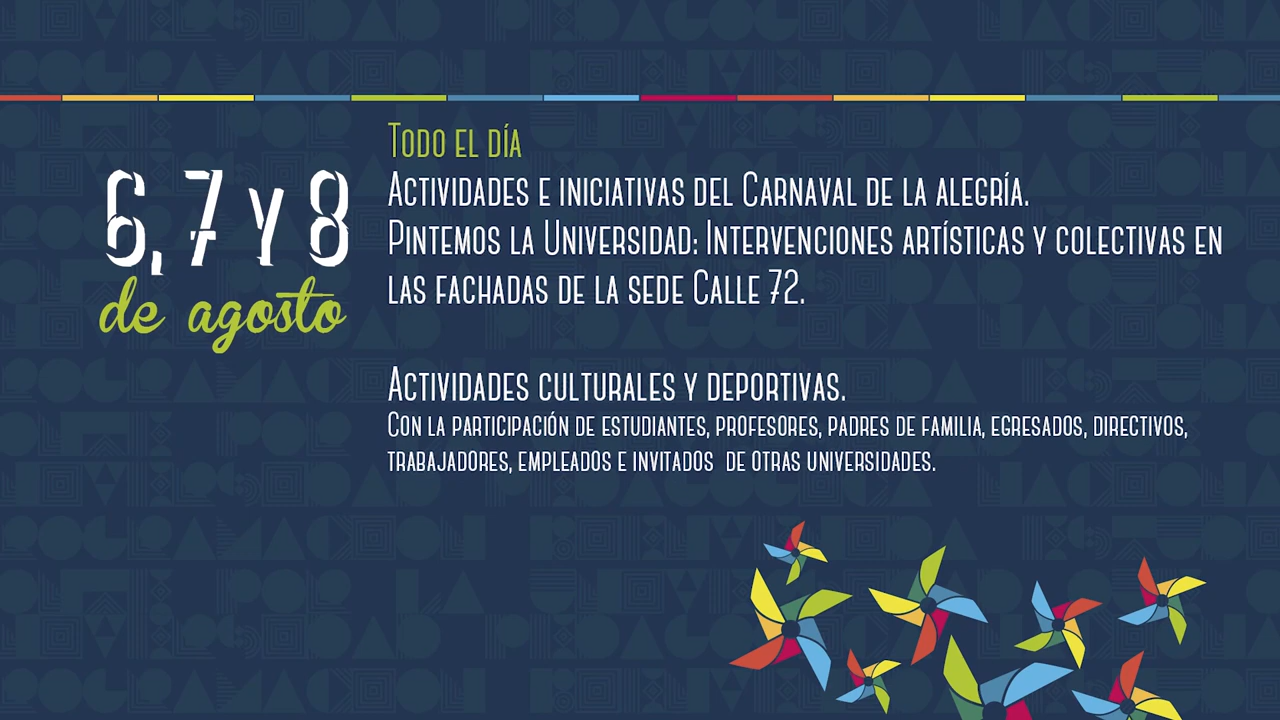 6, 7 y 8
de agosto
Todo el día
Actividades e iniciativas del Carnaval de la alegría.
Pintemos la Universidad: Intervenciones artísticas y colectivas en
las fachadas de la sede Calle 72.
Actividades culturales y deportivas.
Con la participación de estudiantes, profesores, padres de familia, egresados, directivos,
trabajadores, empleados e invitados de otras universidades.